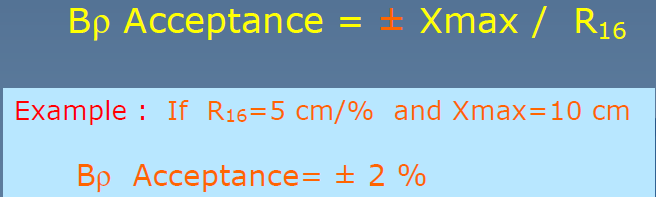 Bρ Acceptance = ± Xmax / R₁₆
Example : If R₁₆=5 cm/% and Xmax=10 cm
Bρ Acceptance= ± 2 %